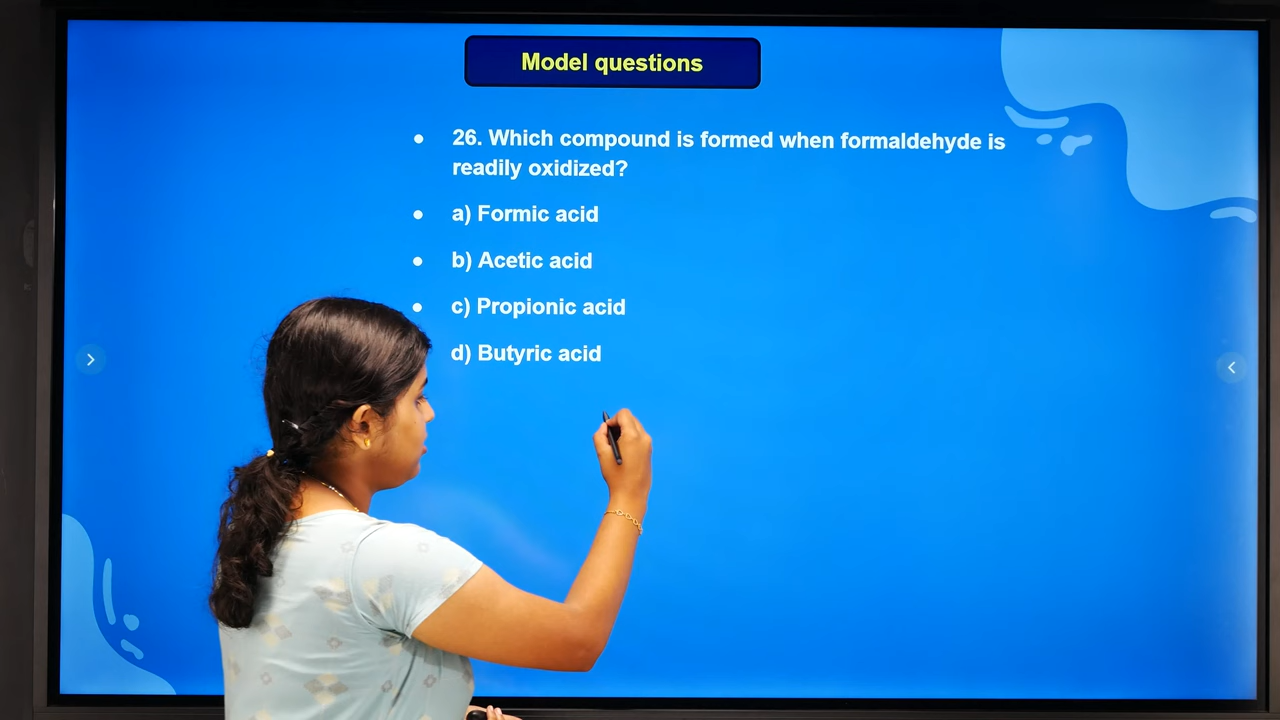 Model questions
• 26. Which compound is formed when formaldehyde is
readily oxidized?
• a) Formic acid
• b) Acetic acid
• c) Propionic acid
d) Butyric acid